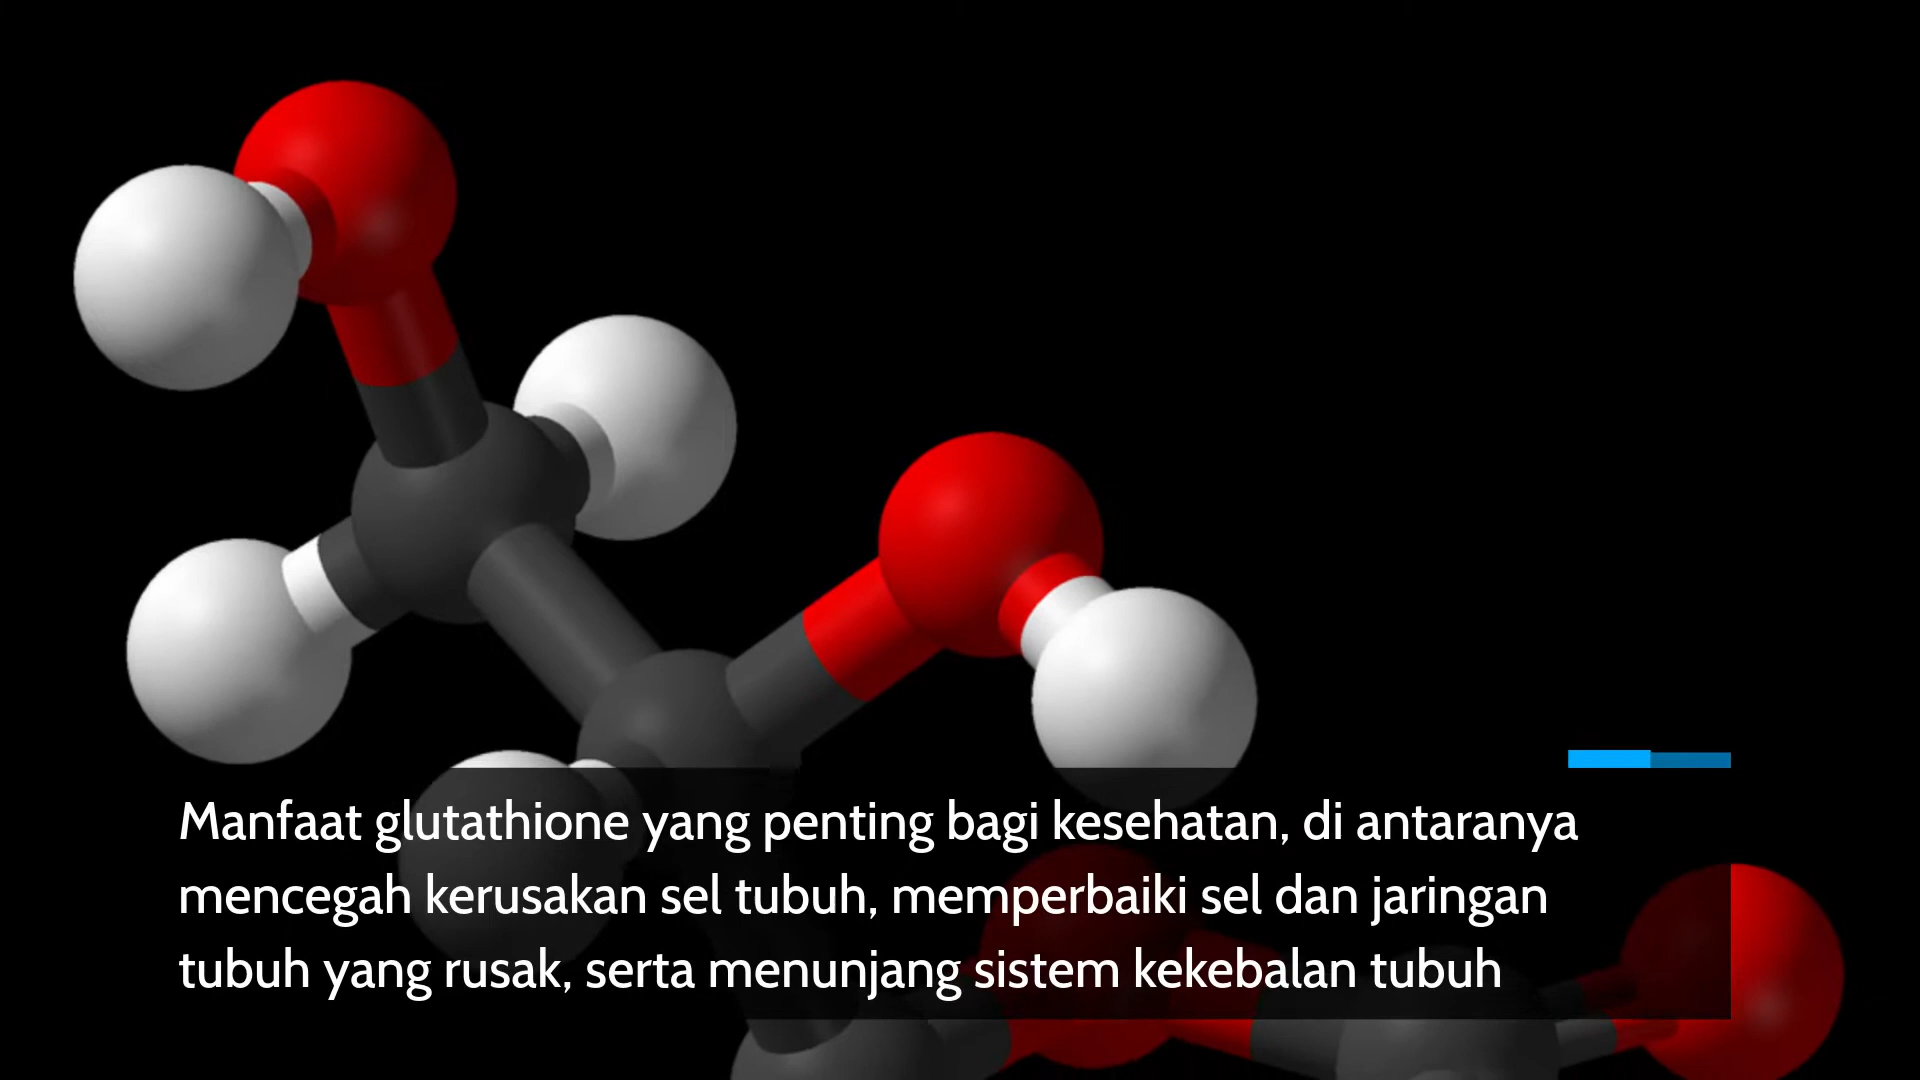 Manfaat glutathione yang penting bagi kesehatan, di antaranya
mencegah kerusakan sel tubuh, memperbaiki sel dan jaringan
tubuh yang rusak, serta menunjang sistem kekebalan tubuh